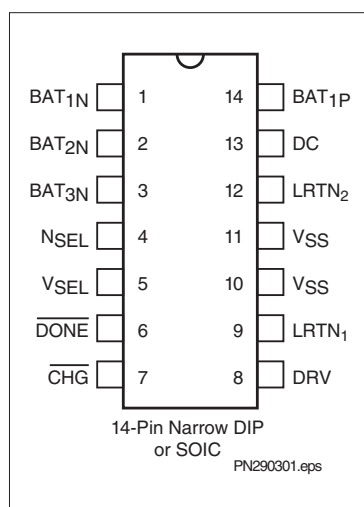 BAT1N 1 14 BAT1P
BAT2N 2 13 DC
BAT3N 3 12 LRTN2
NSEL 4 11 VSS
VSEL 5 10 VSS
DONE 6 9 LRTN1
CHG 7 8 DRV
14-Pin Narrow DIP
or SOIC
PN290301.eps